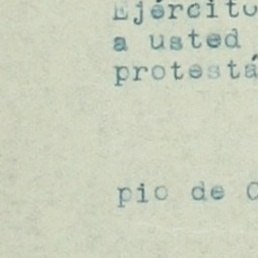 Ejército
a usted
protestá
pio de C